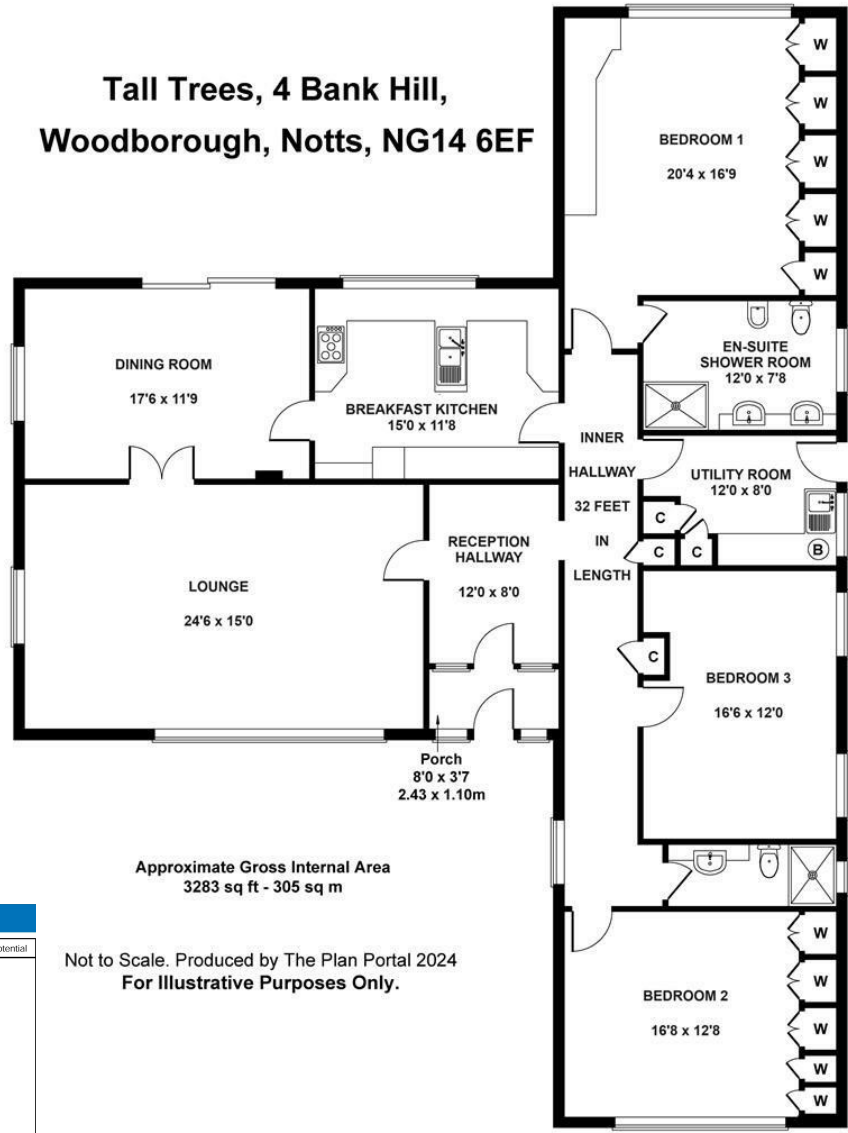 Tall Trees, 4 Bank Hill,
Woodborough, Notts, NG14 6EF
BEDROOM 1
20'4 x 16'9
W
W
W
W
W
DINING ROOM
17'6 x 11'9
BREAKFAST KITCHEN
15'0 x 11'8
EN-SUITE
SHOWER ROOM
12'0 x 7'8
INNER
HALLWAY
32 FEET
IN
LENGTH
UTILITY ROOM
12'0 x 8'0
C
C
C
B
RECEPTION
HALLWAY
12'0 x 8'0
LOUNGE
24'6 x 15'0
C
BEDROOM 3
16'6 x 12'0
Porch
8'0 x 3'7
2.43 x 1.10m
Approximate Gross Internal Area
3283 sq ft - 305 sq m
Not to Scale. Produced by The Plan Portal 2024
For Illustrative Purposes Only.
BEDROOM 2
16'8 x 12'8
W
W
W
W
W